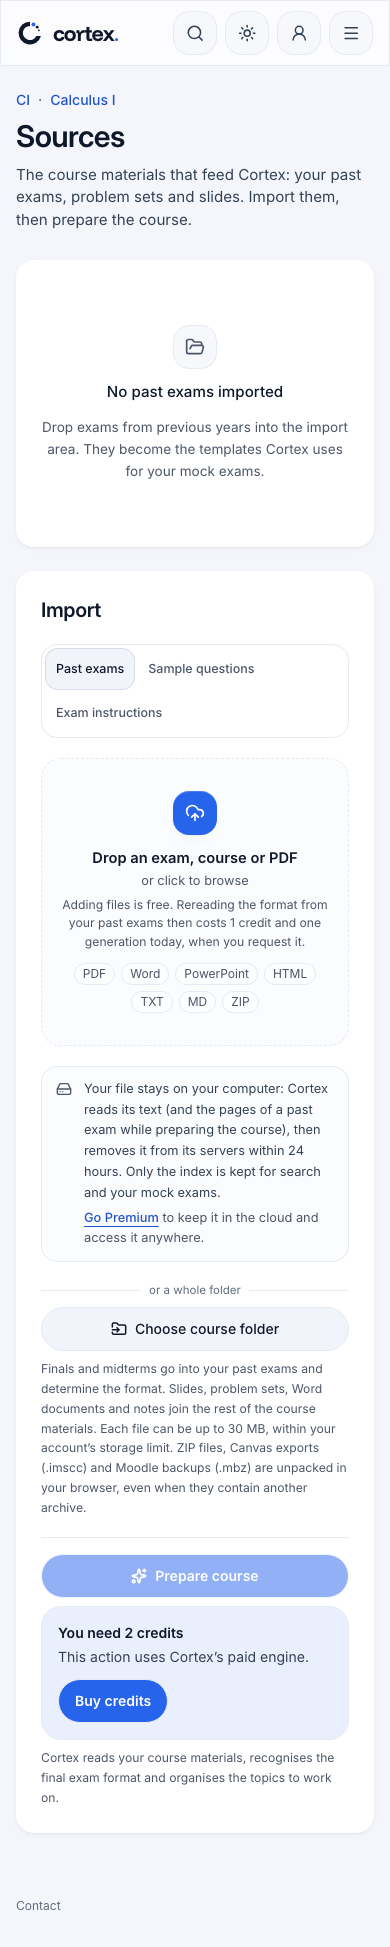 cortex.
CI · Calculus I
Sources
The course materials that feed Cortex: your past
exams, problem sets and slides. Import them,
then prepare the course.
No past exams imported
Drop exams from previous years into the import
area. They become the templates Cortex uses
for your mock exams.
Import
Past exams
Sample questions
Exam instructions
Drop an exam, course or PDF
or click to browse
Adding files is free. Rereading the format from
your past exams then costs 1 credit and one
generation today, when you request it.
PDF Word PowerPoint HTML
TXT MD ZIP
Your file stays on your computer: Cortex
reads its text (and the pages of a past
exam while preparing the course), then
removes it from its servers within 24
hours. Only the index is kept for search
and your mock exams.
Go Premium to keep it in the cloud and
access it anywhere.
or a whole folder
Choose course folder
Finals and midterms go into your past exams and
determine the format. Slides, problem sets, Word
documents and notes join the rest of the course
materials. Each file can be up to 30 MB, within your
account’s storage limit. ZIP files, Canvas exports
(.imscc) and Moodle backups (.mbz) are unpacked in
your browser, even when they contain another
archive.
Prepare course
You need 2 credits
This action uses Cortex’s paid engine.
Buy credits
Cortex reads your course materials, recognises the
final exam format and organises the topics to work
on.
Contact